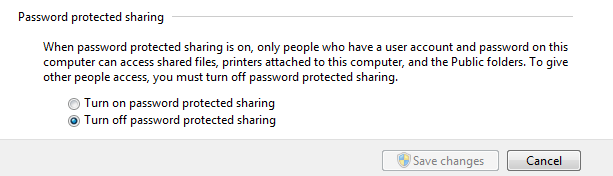 Password protected sharing
When password protected sharing is on, only people who have a user account and password on this
computer can access shared files, printers attached to this computer, and the Public folders. To give
other people access, you must turn off password protected sharing.
Turn on password protected sharing
Turn off password protected sharing
Save changes Cancel